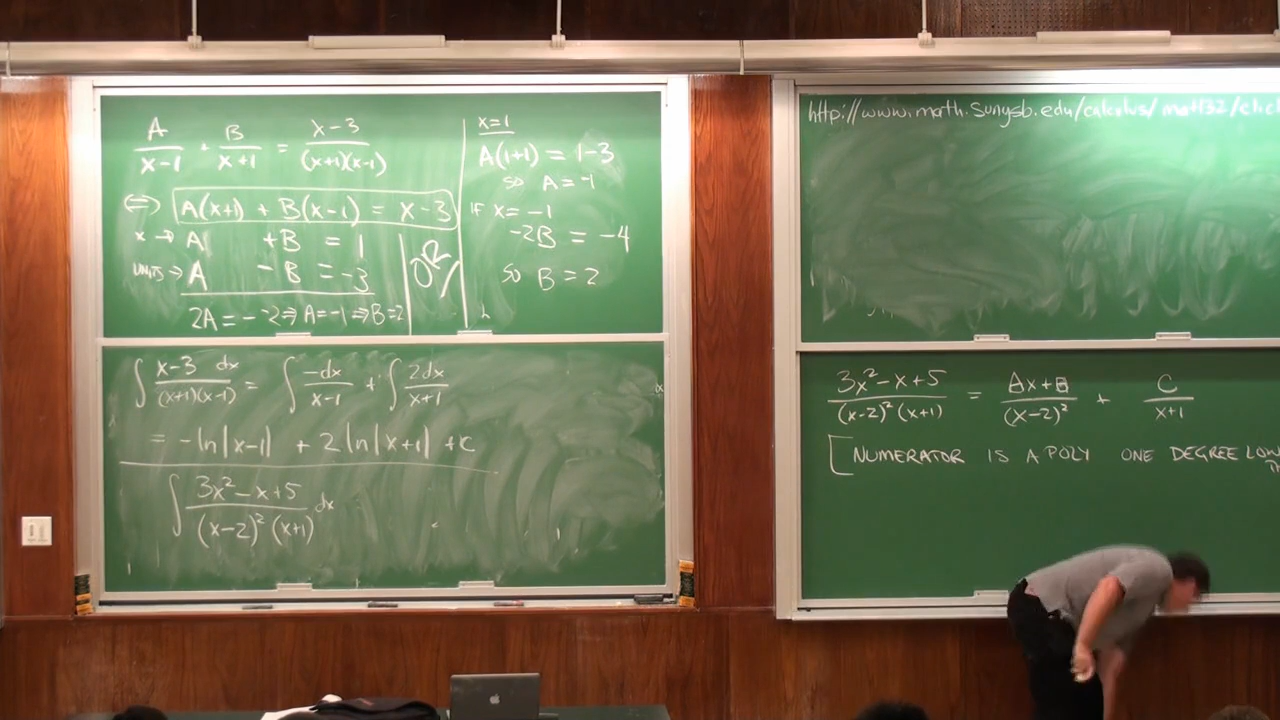 A/(x-1) + B/(x+1) = (x-3)/((x+1)(x-1))
⇔ A(x+1) + B(x-1) = x-3
x → A + B = 1
UNITS → A - B = -3
2A = -2 ⇒ A = -1 ⇒ B = 2
OR
x=1
A(1+1) = 1-3
so A = -1
IF x = -1
-2B = -4
so B = 2
∫ (x-3 dx)/((x+1)(x-1)) = ∫ -dx/(x-1) + ∫ 2dx/(x+1)
= -ln|x-1| + 2 ln|x+1| + C
∫ (3x²-x+5)/((x-2)²(x+1)) dx
http://www.math.sunysb.edu/calculus/mat132/clic
(3x²-x+5)/((x-2)²(x+1)) = (Ax+B)/((x-2)²) + C/(x+1)
[NUMERATOR IS A POLY ONE DEGREE LOW